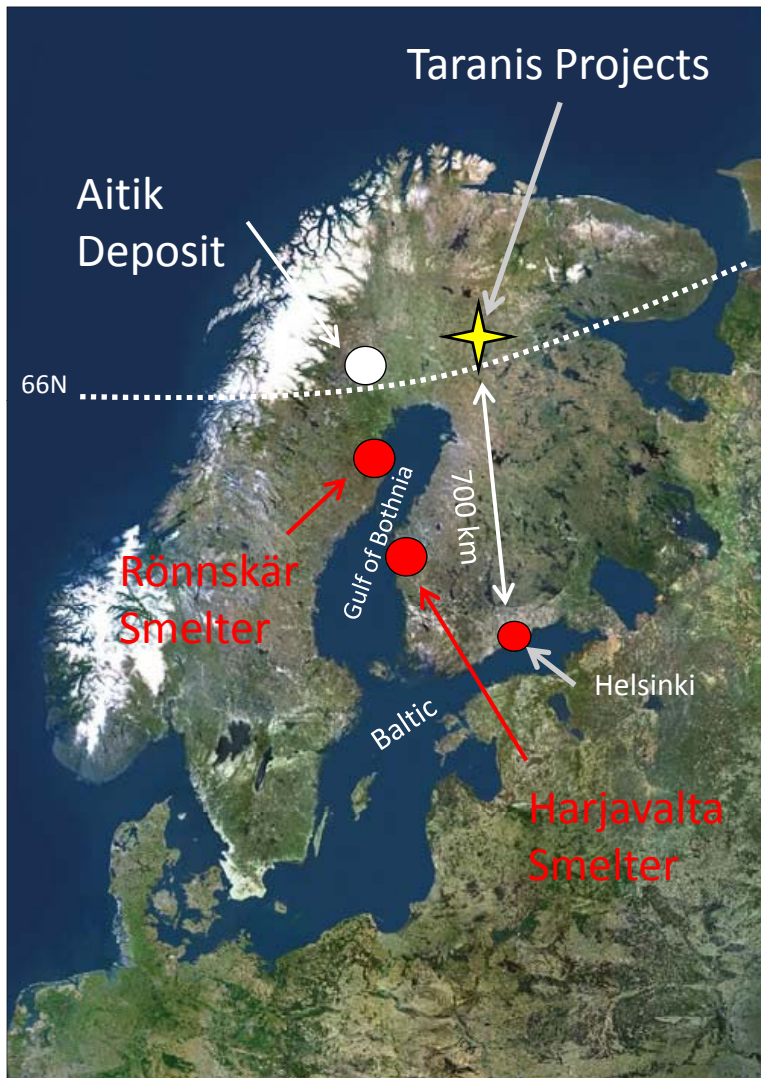 Taranis Projects
Aitik
Deposit
66N
700 km
Gulf of Bothnia
Rönnskär
Smelter
Helsinki
Baltic
Harjavalta
Smelter